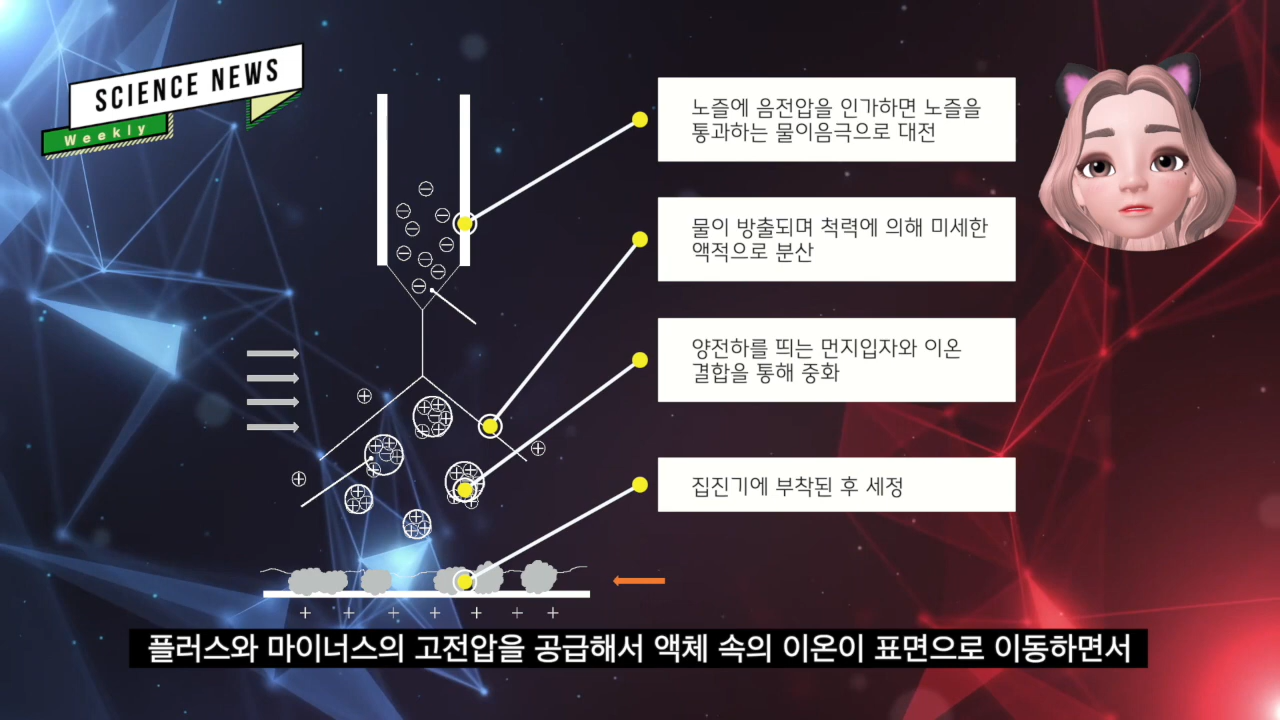 SCIENCE NEWS
Weekly
노즐에 음전압을 인가하면 노즐을
통과하는 물이음극으로 대전
물이 방출되며 척력에 의해 미세한
액적으로 분산
양전하를 띄는 먼지입자와 이온
결합을 통해 중화
집진기에 부착된 후 세정
+ + + + + + +
플러스와 마이너스의 고전압을 공급해서 액체 속의 이온이 표면으로 이동하면서